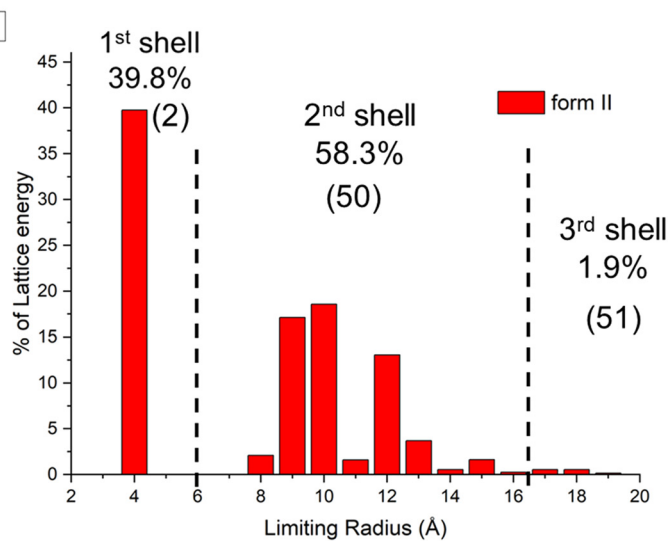 1st shell
39.8%
(2)
2nd shell
58.3%
(50)
form II
3rd shell
1.9%
(51)
% of Lattice energy
45
40
35
30
25
20
15
10
5
0
2 4 6 8 10 12 14 16 18 20
Limiting Radius (Å)